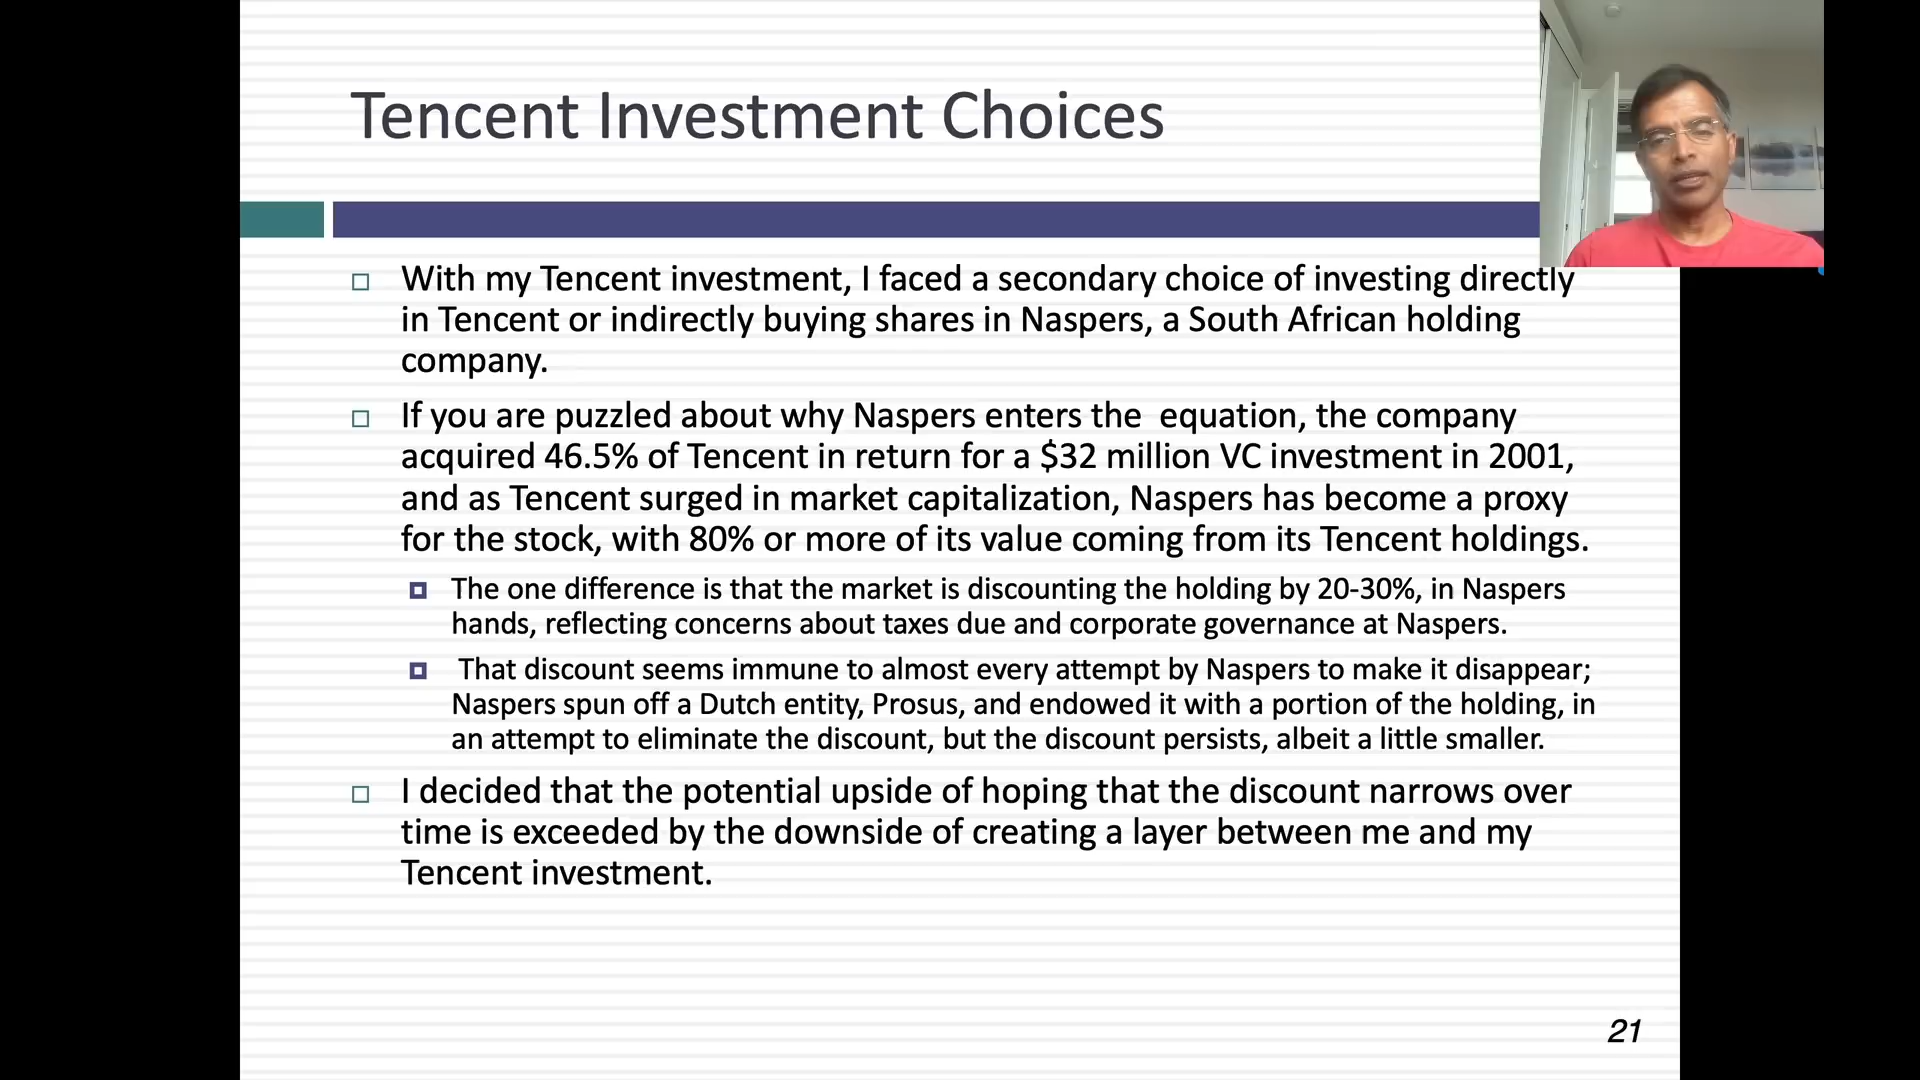 Tencent Investment Choices
With my Tencent investment, I faced a secondary choice of investing directly
in Tencent or indirectly buying shares in Naspers, a South African holding
company.
If you are puzzled about why Naspers enters the  equation, the company
acquired 46.5% of Tencent in return for a $32 million VC investment in 2001,
and as Tencent surged in market capitalization, Naspers has become a proxy
for the stock, with 80% or more of its value coming from its Tencent holdings.
The one difference is that the market is discounting the holding by 20-30%, in Naspers
hands, reflecting concerns about taxes due and corporate governance at Naspers.
That discount seems immune to almost every attempt by Naspers to make it disappear;
Naspers spun off a Dutch entity, Prosus, and endowed it with a portion of the holding, in
an attempt to eliminate the discount, but the discount persists, albeit a little smaller.
I decided that the potential upside of hoping that the discount narrows over
time is exceeded by the downside of creating a layer between me and my
Tencent investment.
21